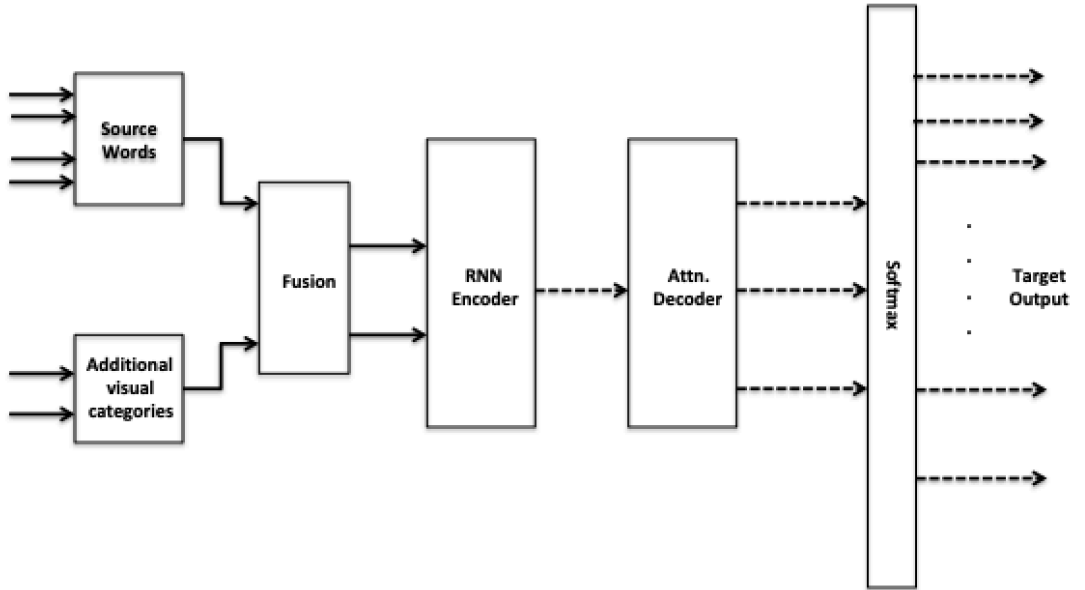 Source
Words
Additional
visual
categories
Fusion
RNN
Encoder
Attn.
Decoder
Softmax
Target
Output